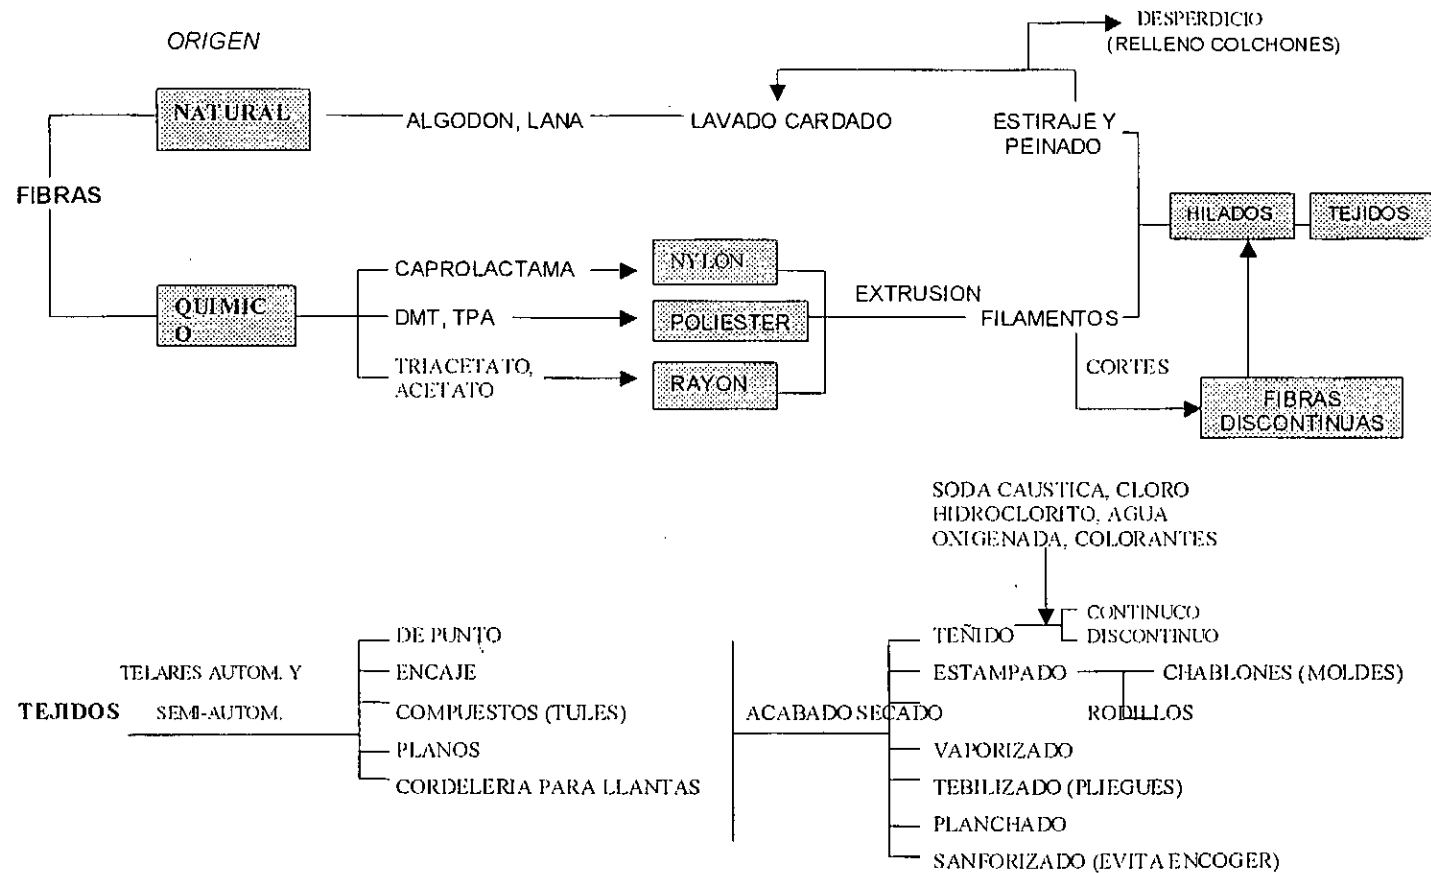 ORIGEN
DESPERDICIO
(RELLENO COLCHONES)
NATURAL
ALGODON, LANA
LAVADO CARDADO
ESTIRAJE Y
PEINADO
FIBRAS
HILADOS
TEJIDOS
QUIMIC
O
CAPROLACTAMA
NYLON
DMT, TPA
POLIESTER
TRIACETATO,
ACETATO
RAYON
EXTRUSION
FILAMENTOS
CORTES
FIBRAS
DISCONTINUAS
SODA CAUSTICA, CLORO
HIDROCLORITO, AGUA
OXIGENADA, COLORANTES
TEJIDOS
TELARES AUTOM. Y
SEMI-AUTOM.
DE PUNTO
ENCAJE
COMPUESTOS (TULES)
PLANOS
CORDELERIA PARA LLANTAS
ACABADO SECADO
TEÑIDO
CONTINUCO
DISCONTINUO
ESTAMPADO
CHABLONES (MOLDES)
RODILLOS
VAPORIZADO
TEBILIZADO (PLIEGUES)
PLANCHADO
SANFORIZADO (EVITA ENCOGER)